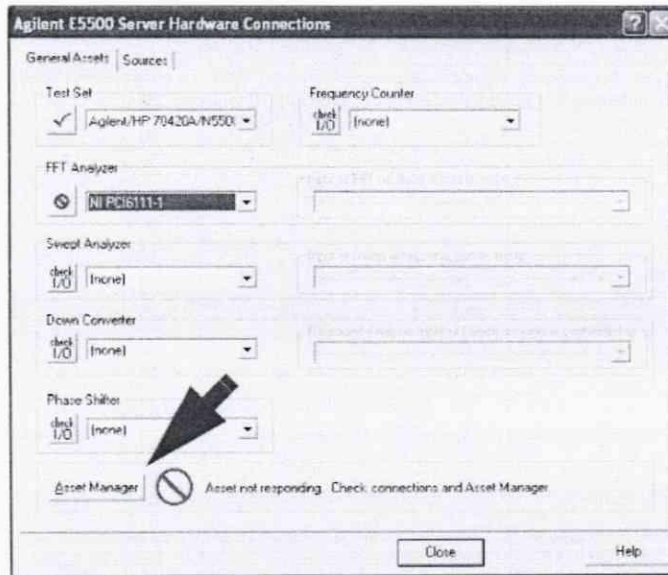 Agilent E5500 Server Hardware Connections
General Assets
Sources
Test Set
Agilent/HP 70420A/N550
Frequency Counter
check I/O
(none)
FFT Analyzer
NI PCI6111-1
Swept Analyzer
check I/O
(none)
Down Converter
check I/O
(none)
Phase Shifter
check I/O
(none)
Asset Manager
Asset not responding. Check connections and Asset Manager.
Close
Help